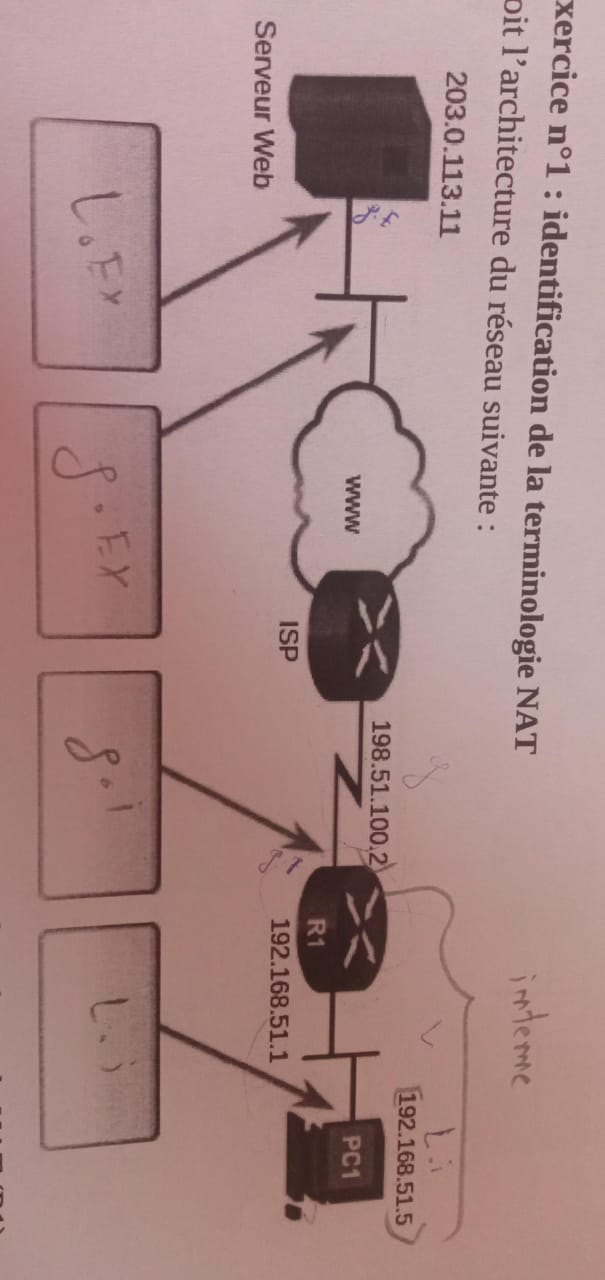 xercice n°1 : identification de la terminologie NAT
oit l'architecture du réseau suivante :
interne
203.0.113.11
198.51.100.2
192.168.51.5
L.i
g
g.I
www
R1
PC1
ISP
192.168.51.1
Serveur Web
L.EX
g.EX
g.i
L.i